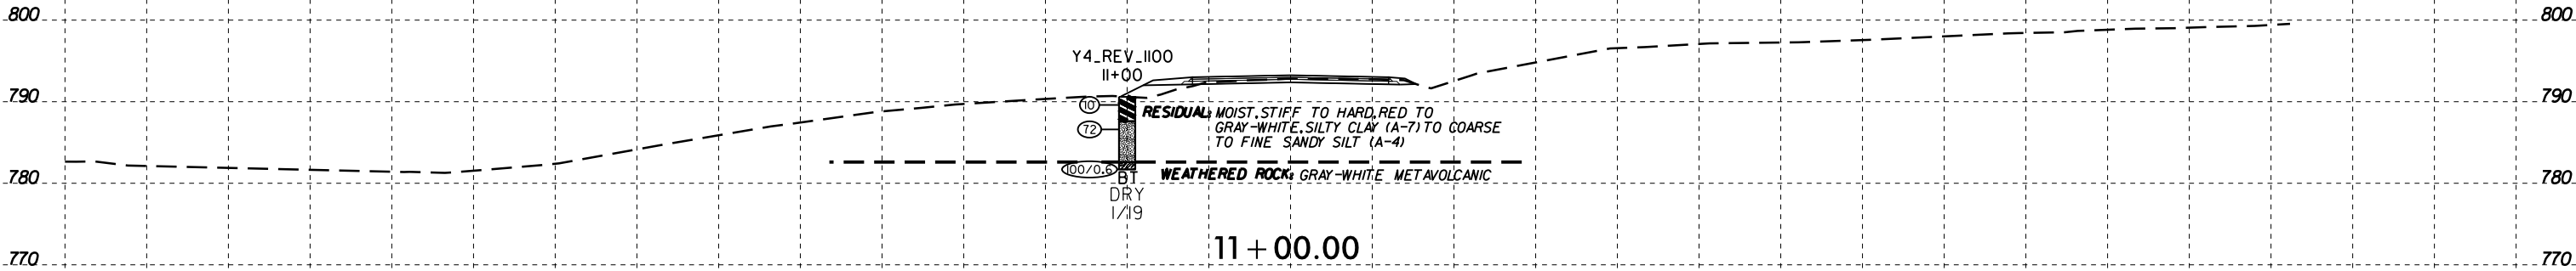 800 800
Y4_REV_1100
11+00
790 790
10
RESIDUAL: MOIST, STIFF TO HARD, RED TO
GRAY-WHITE, SILTY CLAY (A-7) TO COARSE
72
TO FINE SANDY SILT (A-4)
100/0.6
WEATHERED ROCK: GRAY-WHITE METAVOLCANIC
780 780
BT
DRY
1/19
11+00.00
770 770